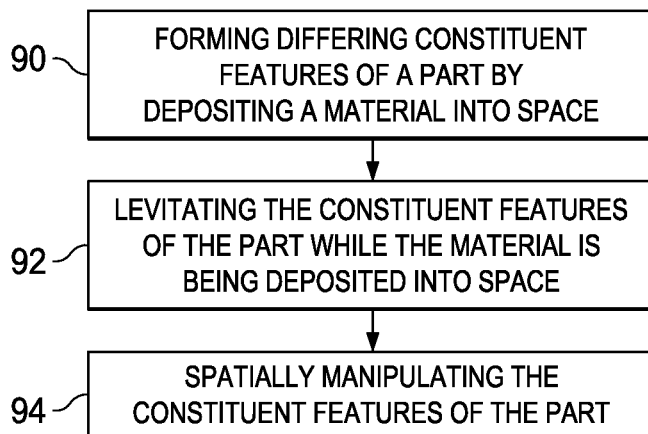 FORMING DIFFERING CONSTITUENT
90
FEATURES OF A PART BY
DEPOSITING A MATERIAL INTO SPACE
LEVITATING THE CONSTITUENT FEATURES
92
OF THE PART WHILE THE MATERIAL IS
BEING DEPOSITED INTO SPACE
SPATIALLY MANIPULATING THE
94
CONSTITUENT FEATURES OF THE PART